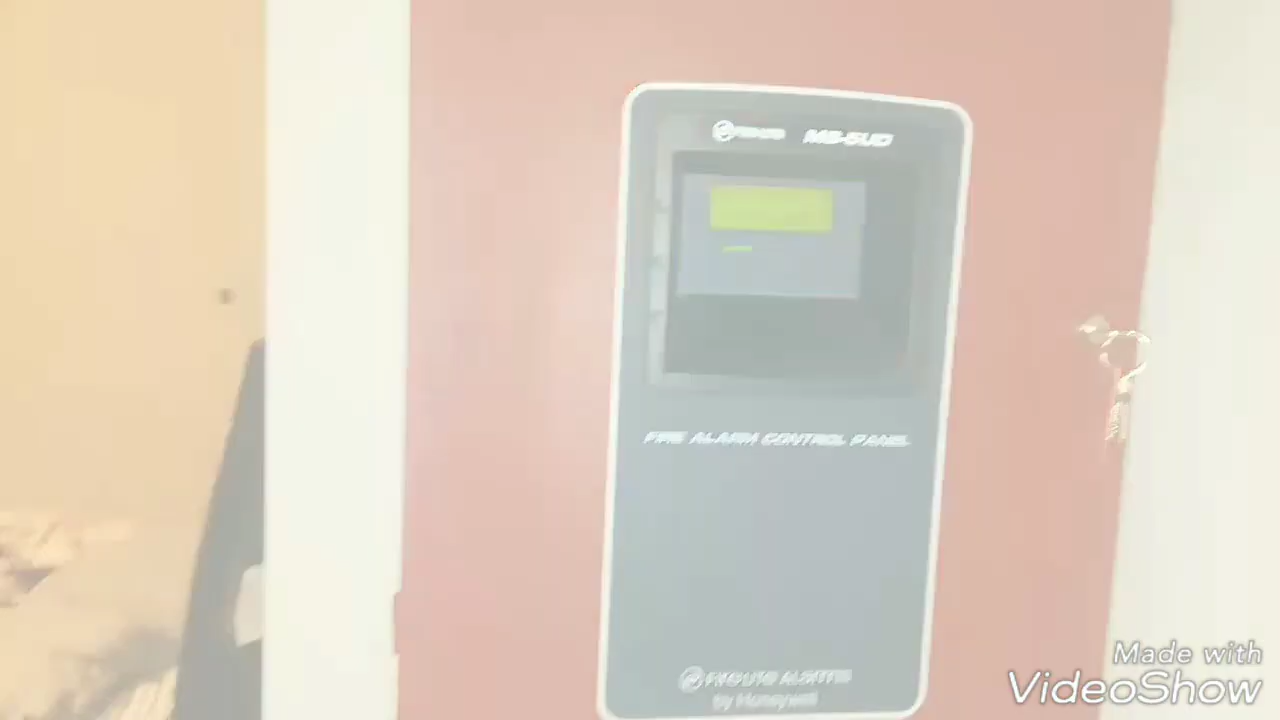 MS-5UD
FIRE ALARM CONTROL PANEL
by Honeywell
Made with
VideoShow